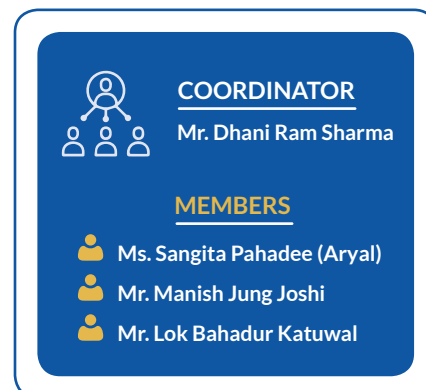 COORDINATOR
Mr. Dhani Ram Sharma
MEMBERS
Ms. Sangita Pahadee (Aryal)
Mr. Manish Jung Joshi
Mr. Lok Bahadur Katuwal